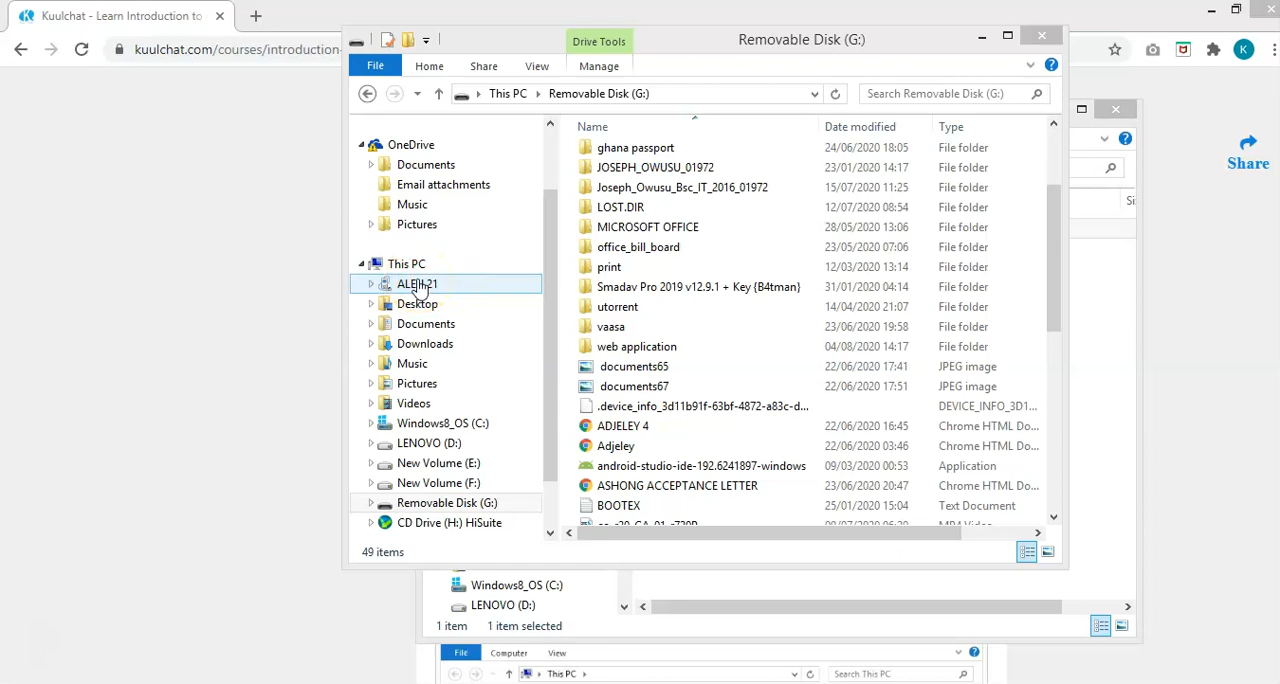 Kuulchat - Learn Introduction to
kuulchat.com/courses/introduction-
Share
Drive Tools
Removable Disk (G:)
File Home Share View Manage
This PC Removable Disk (G:)
Search Removable Disk (G:)
OneDrive
Documents
Email attachments
Music
Pictures
This PC
Desktop
Documents
Downloads
Music
Pictures
Videos
Windows8_OS (C:)
LENOVO (D:)
New Volume (E:)
New Volume (F:)
Removable Disk (G:)
CD Drive (H:) HiSuite
Name Date modified Type
ghana passport 24/06/2020 18:05 File folder
JOSEPH_OWUSU_01972 23/01/2020 14:17 File folder
Joseph_Owusu_Bsc_IT_2016_01972 15/07/2020 11:25 File folder
LOST.DIR 12/07/2020 08:54 File folder
MICROSOFT OFFICE 28/05/2020 13:06 File folder
office_bill_board 23/05/2020 07:06 File folder
print 12/03/2020 13:14 File folder
Smadav Pro 2019 v12.9.1 + Key {B4tman} 31/01/2020 04:14 File folder
utorrent 14/04/2020 21:07 File folder
vaasa 23/06/2020 19:58 File folder
web application 04/08/2020 14:17 File folder
documents65 22/06/2020 17:41 JPEG image
documents67 22/06/2020 17:51 JPEG image
.device_info_3d11b91f-63bf-4872-a83c-d... DEVICE_INFO_3D1...
ADJELEY 4 22/06/2020 16:45 Chrome HTML Do...
Adjeley 22/06/2020 03:46 Chrome HTML Do...
android-studio-ide-192.6241897-windows 09/03/2020 00:53 Application
ASHONG ACCEPTANCE LETTER 23/06/2020 20:47 Chrome HTML Do...
BOOTEX 25/01/2020 15:04 Text Document
49 items
Windows8_OS (C:)
LENOVO (D:)
1 item 1 item selected
File Computer View
This PC
Search This PC